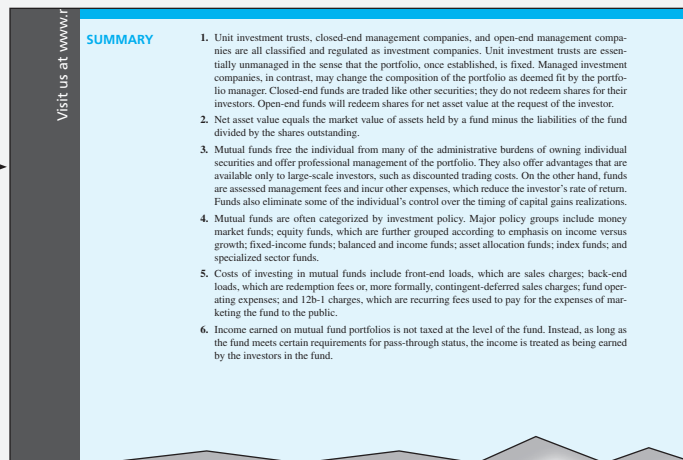 Visit us at www.
SUMMARY
1. Unit investment trusts, closed-end management companies, and open-end management compa-
nies are all classified and regulated as investment companies. Unit investment trusts are essen-
tially unmanaged in the sense that the portfolio, once established, is fixed. Managed investment
companies, in contrast, may change the composition of the portfolio as deemed fit by the portfo-
lio manager. Closed-end funds are traded like other securities; they do not redeem shares for their
investors. Open-end funds will redeem shares for net asset value at the request of the investor.
2. Net asset value equals the market value of assets held by a fund minus the liabilities of the fund
divided by the shares outstanding.
3. Mutual funds free the individual from many of the administrative burdens of owning individual
securities and offer professional management of the portfolio. They also offer advantages that are
available only to large-scale investors, such as discounted trading costs. On the other hand, funds
are assessed management fees and incur other expenses, which reduce the investor's rate of return.
Funds also eliminate some of the individual's control over the timing of capital gains realizations.
4. Mutual funds are often categorized by investment policy. Major policy groups include money
market funds; equity funds, which are further grouped according to emphasis on income versus
growth; fixed-income funds; balanced and income funds; asset allocation funds; index funds; and
specialized sector funds.
5. Costs of investing in mutual funds include front-end loads, which are sales charges; back-end
loads, which are redemption fees or, more formally, contingent-deferred sales charges; fund oper-
ating expenses; and 12b-1 charges, which are recurring fees used to pay for the expenses of mar-
keting the fund to the public.
6. Income earned on mutual fund portfolios is not taxed at the level of the fund. Instead, as long as
the fund meets certain requirements for pass-through status, the income is treated as being earned
by the investors in the fund.